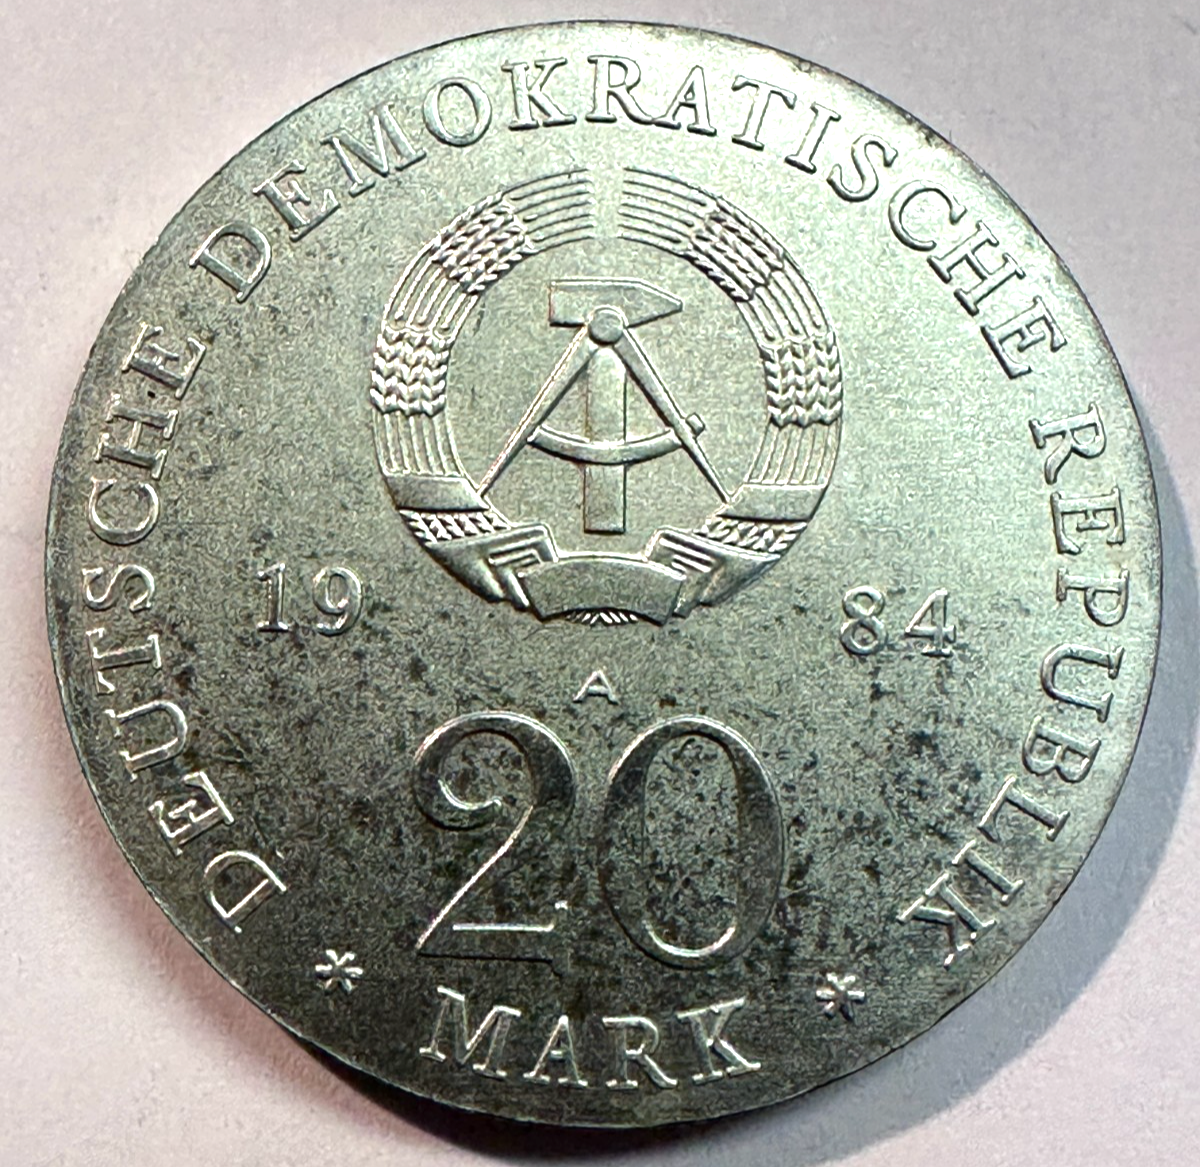 DEUTSCHE DEMOKRATISCHE REPUBLIK
19 84
A
20
* MARK *